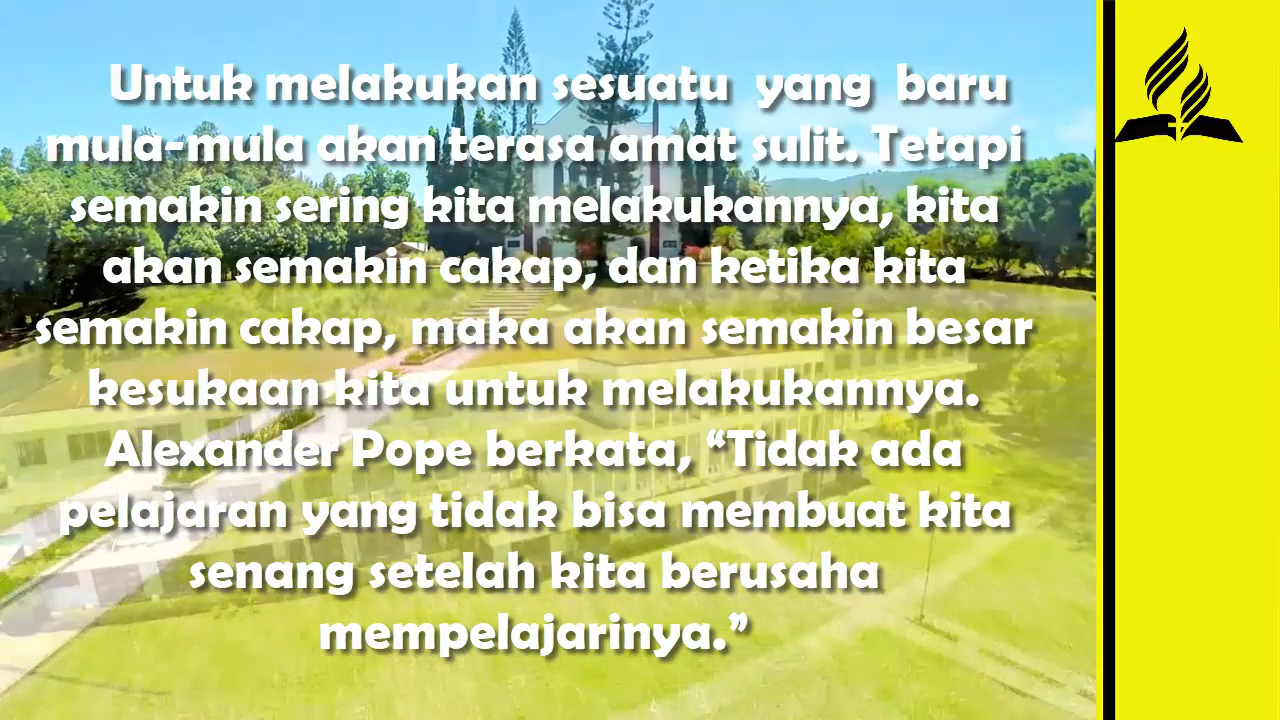 Untuk melakukan sesuatu yang baru
mula-mula akan terasa amat sulit. Tetapi
semakin sering kita melakukannya, kita
akan semakin cakap, dan ketika kita
semakin cakap, maka akan semakin besar
kesukaan kita untuk melakukannya.
Alexander Pope berkata, “Tidak ada
pelajaran yang tidak bisa membuat kita
senang setelah kita berusaha
mempelajarinya.”